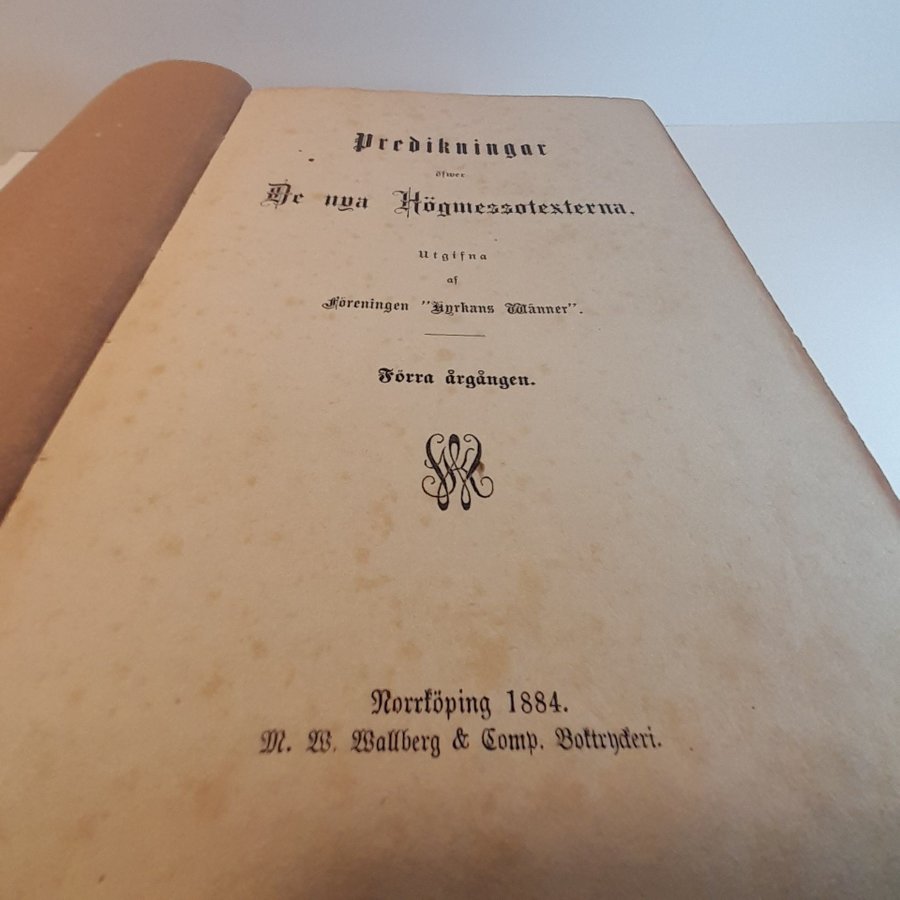 Predikningar
öfwer
De nya Högmessotexterna.
Utgifna
af
Föreningen "Kyrkans Wänner".
Förra årgången.
Norrköping 1884.
M. W. Wallberg & Comp. Boktryckeri.